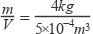 m/V = 4kg / 5×10⁻⁴m³